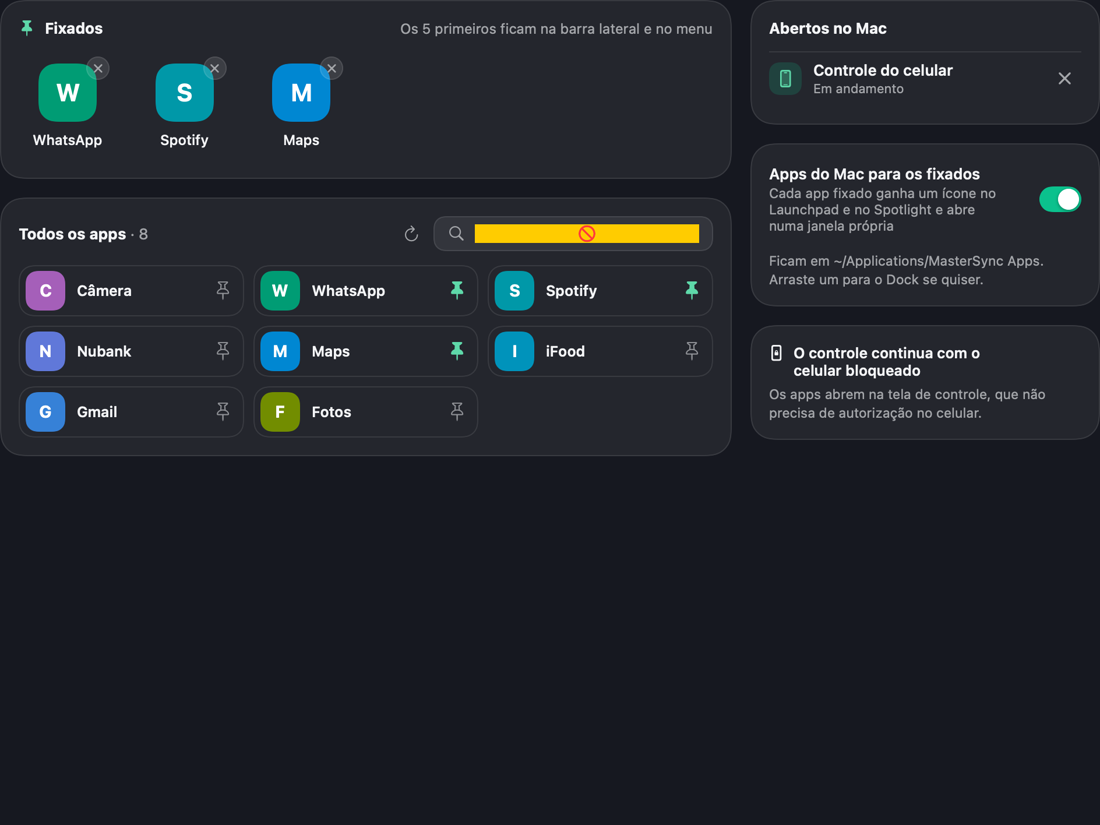 Fixados
Os 5 primeiros ficam na barra lateral e no menu
W
S
M
WhatsApp
Spotify
Maps
Todos os apps · 8
C
Câmera
W
WhatsApp
S
Spotify
N
Nubank
M
Maps
I
iFood
G
Gmail
F
Fotos
Abertos no Mac
Controle do celular
Em andamento
Apps do Mac para os fixados
Cada app fixado ganha um ícone no
Launchpad e no Spotlight e abre
numa janela própria
Ficam em ~/Applications/MasterSync Apps.
Arraste um para o Dock se quiser.
O controle continua com o
celular bloqueado
Os apps abrem na tela de controle, que não
precisa de autorização no celular.